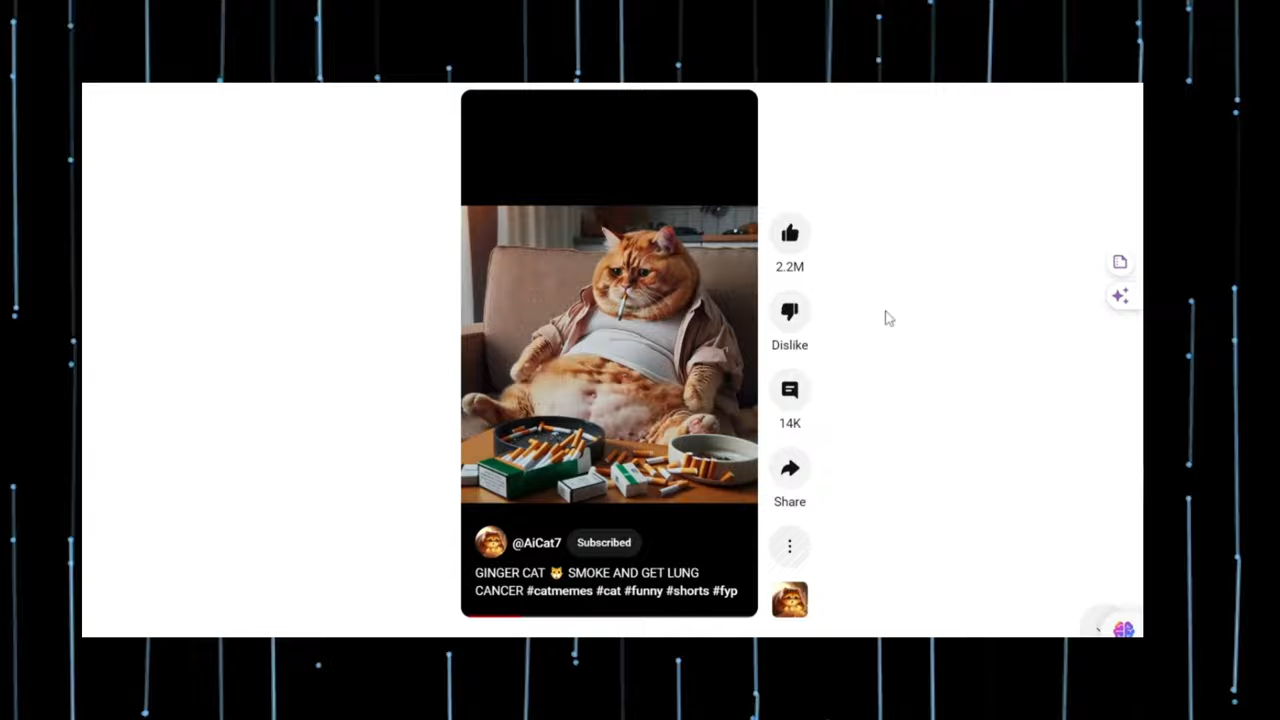 2.2M
Dislike
14K
Share
@AiCat7 Subscribed
GINGER CAT 🐱 SMOKE AND GET LUNG
CANCER #catmemes #cat #funny #shorts #fyp